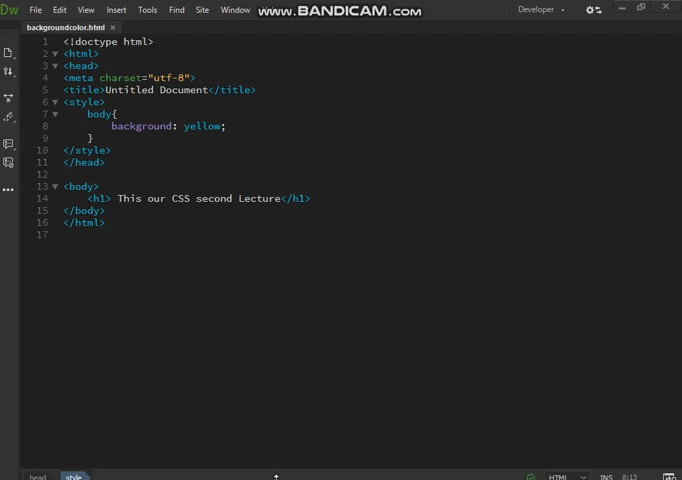 Dw File Edit View Insert Tools Find Site Window www.BANDICAM.com Developer
backgroundcolor.html ×
1 <!doctype html>
2 <html>
3 <head>
4 <meta charset="utf-8">
5 <title>Untitled Document</title>
6 <style>
7 body{
8 background: yellow;
9 }
10 </style>
11 </head>
12
13 <body>
14 <h1> This our CSS second Lecture</h1>
15 </body>
16 </html>
17
head style HTML INS 8:13